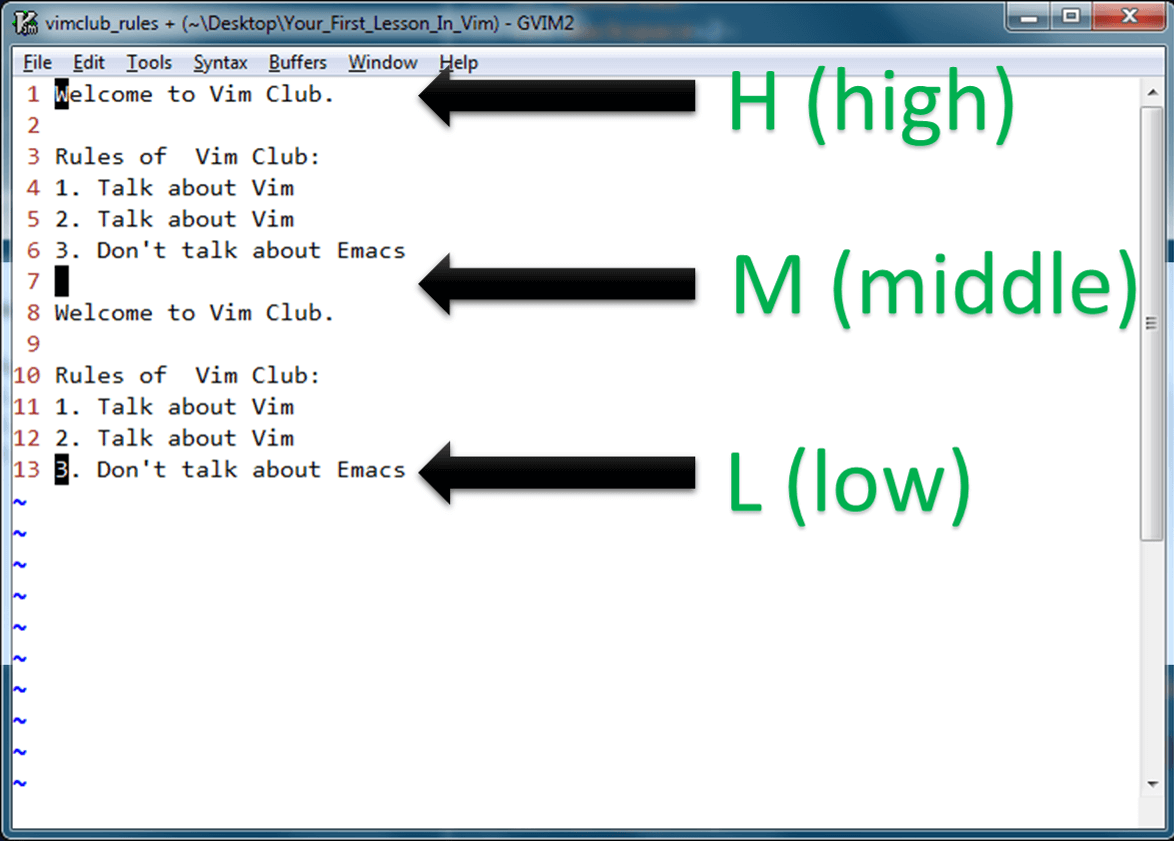 vimclub_rules + (~\Desktop\Your_First_Lesson_In_Vim) - GVIM2
File Edit Tools Syntax Buffers Window Help
1 Welcome to Vim Club.
H (high)
2
3 Rules of  Vim Club:
4 1. Talk about Vim
5 2. Talk about Vim
6 3. Don't talk about Emacs
7
M (middle)
8 Welcome to Vim Club.
9
10 Rules of  Vim Club:
11 1. Talk about Vim
12 2. Talk about Vim
13 3. Don't talk about Emacs
L (low)
~
~
~
~
~
~
~
~
~
~